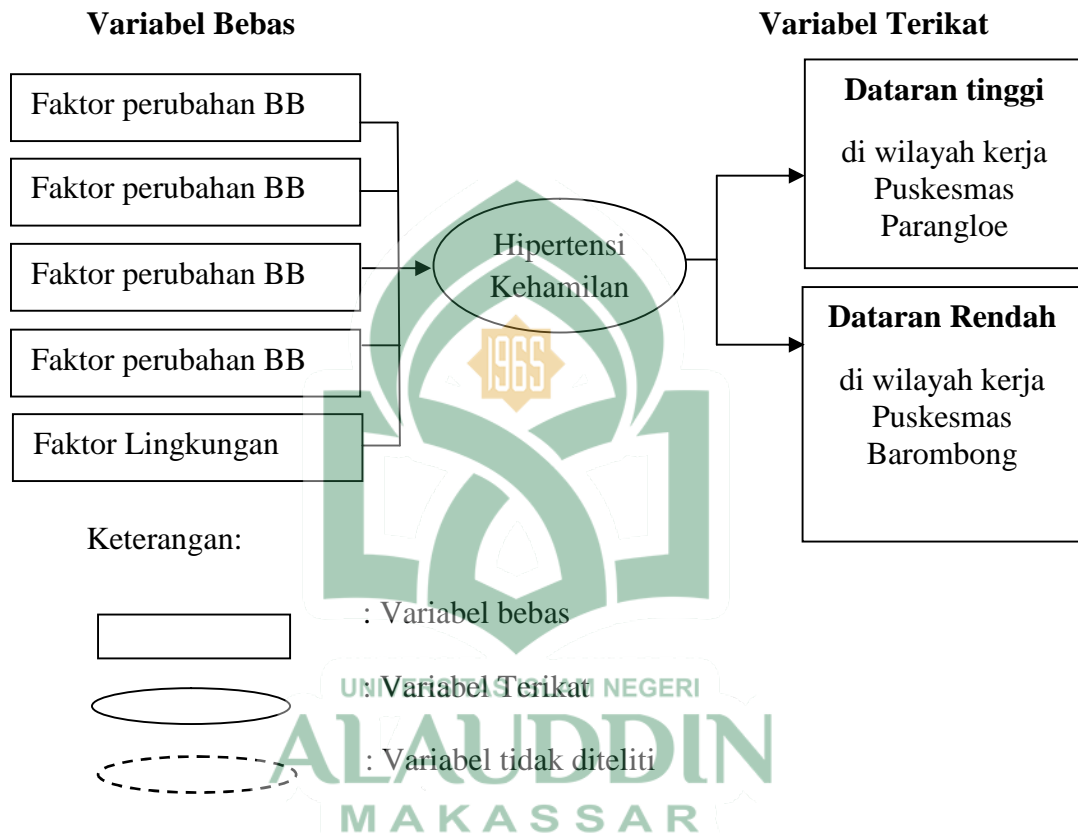 Variabel Bebas
Variabel Terikat
Faktor perubahan BB
Faktor perubahan BB
Faktor perubahan BB
Faktor perubahan BB
Faktor Lingkungan
Hipertensi
Kehamilan
Dataran tinggi
di wilayah kerja
Puskesmas
Parangloe
Dataran Rendah
di wilayah kerja
Puskesmas
Barombong
1965
Keterangan:
: Variabel bebas
: Variabel Terikat
: Variabel tidak diteliti
UNIVERSITAS ISLAM NEGERI
ALAUDDIN
MAKASSAR